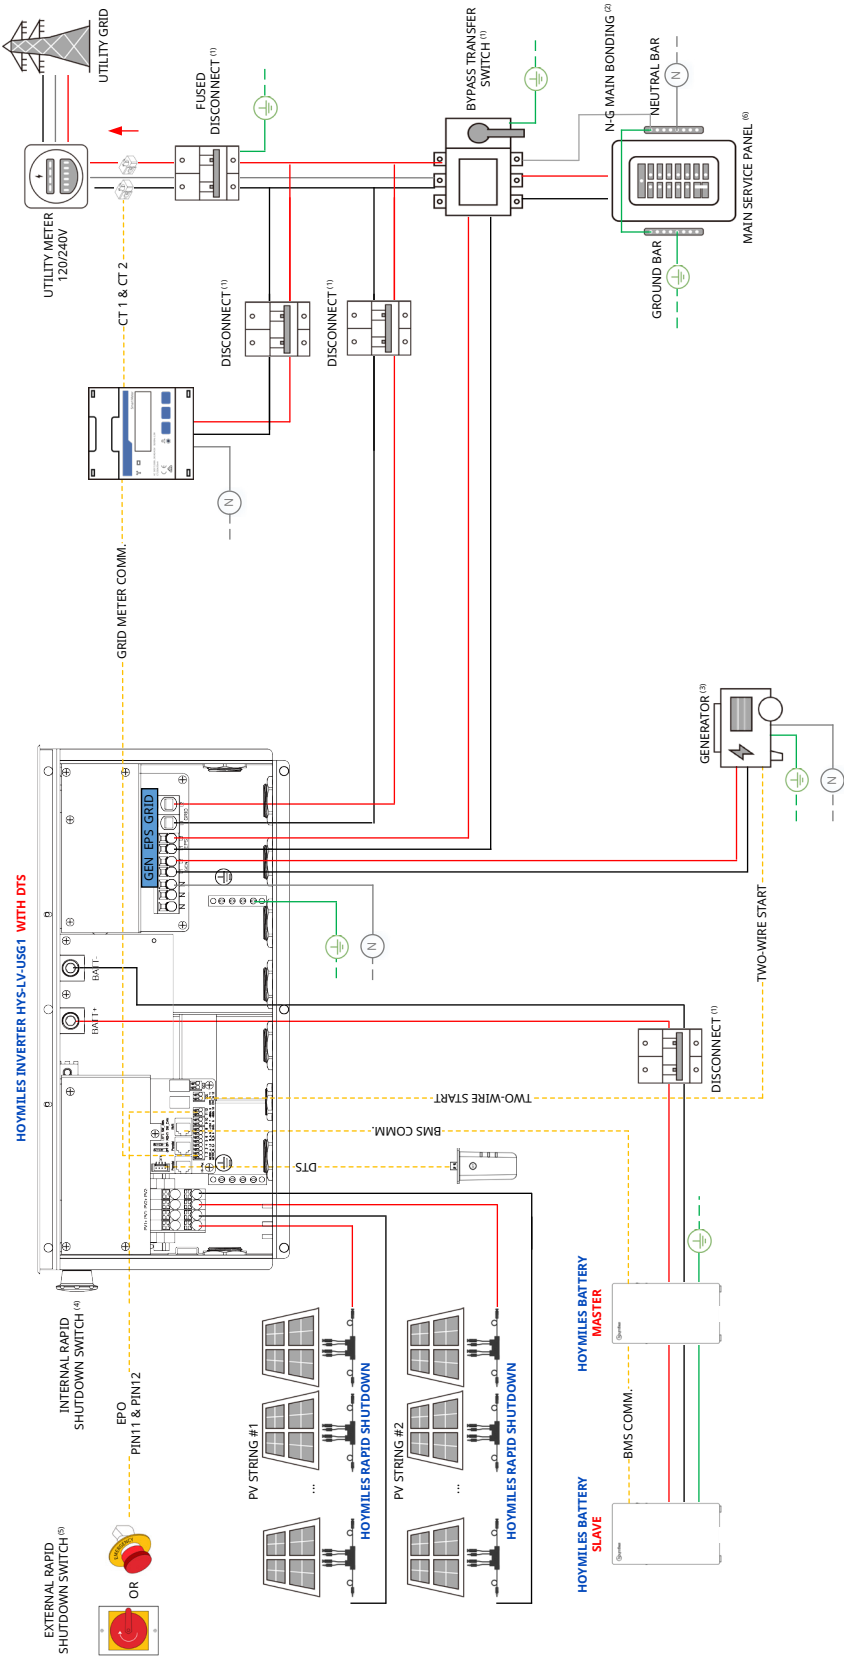 HOYMILES INVERTER HYS-LV-USG1 WITH DTS
EXTERNAL RAPID
SHUTDOWN SWITCH (5)
OR
EMERGENCY
EPO
PIN11 & PIN12
INTERNAL RAPID
SHUTDOWN SWITCH (4)
BATT+
BATT-
GEN EPS GRID
N
N
N
GRID METER COMM.
CT 1 & CT 2
UTILITY METER
120/240V
UTILITY GRID
FUSED
DISCONNECT (1)
DISCONNECT (1)
DISCONNECT (1)
N
BYPASS TRANSFER
SWITCH (1)
N-G MAIN BONDING (2)
NEUTRAL BAR
N
GROUND BAR
MAIN SERVICE PANEL (6)
PV STRING #1
...
HOYMILES RAPID SHUTDOWN
PV STRING #2
...
HOYMILES RAPID SHUTDOWN
DTS
BMS COMM.
TWO-WIRE START
N
HOYMILES BATTERY
SLAVE
BMS COMM.
HOYMILES BATTERY
MASTER
DISCONNECT (1)
TWO-WIRE START
GENERATOR (3)
N